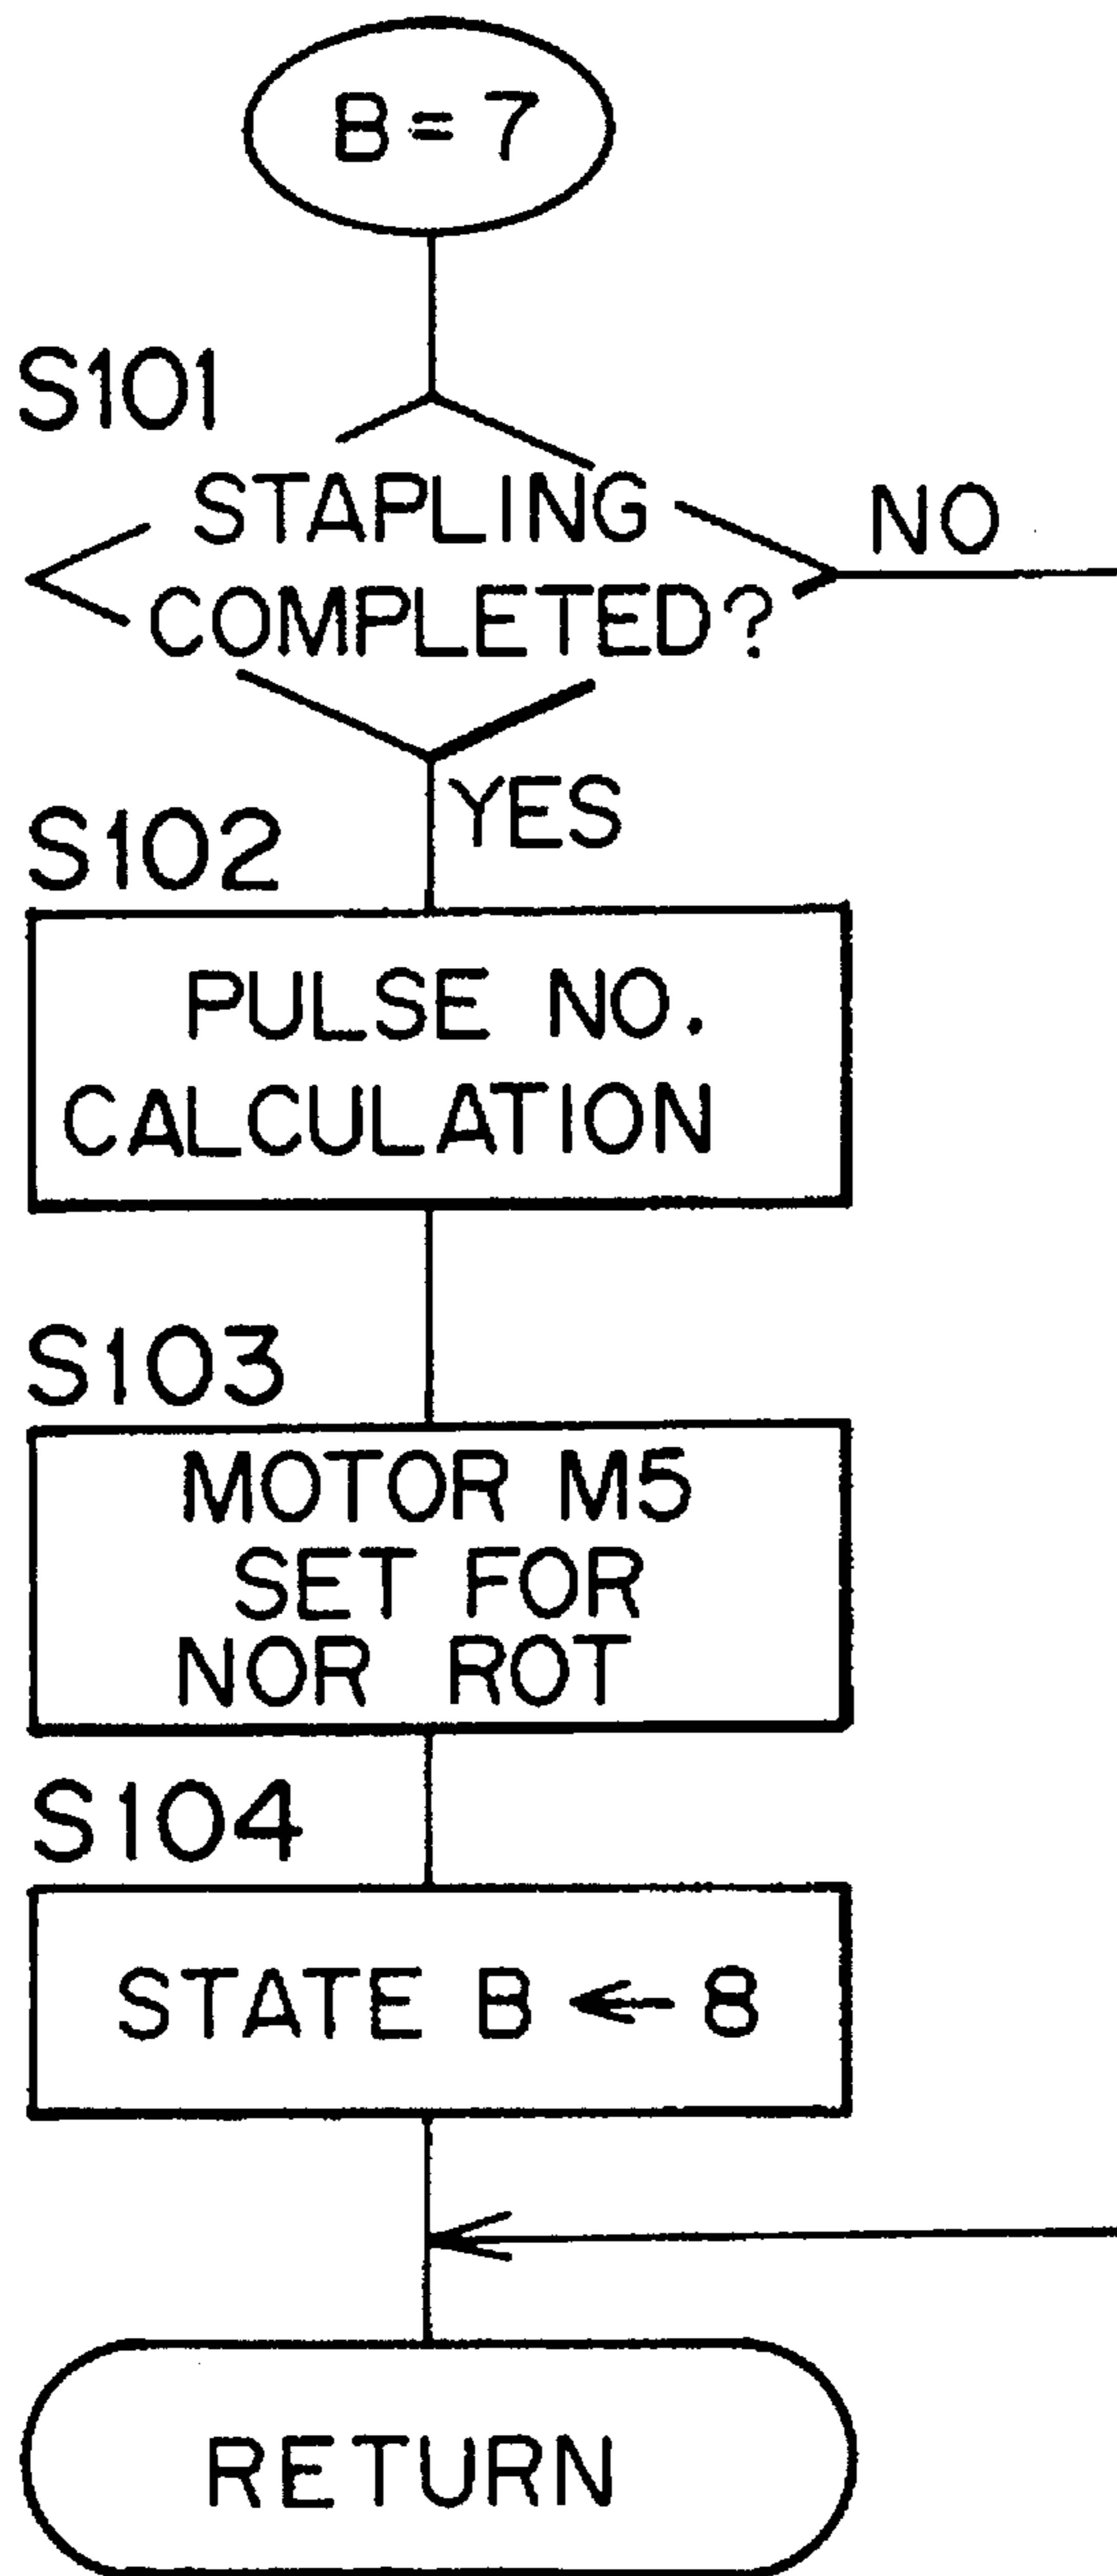 B = 7
S101
STAPLING
COMPLETED?
NO
YES
S102
PULSE NO.
CALCULATION
S103
MOTOR M5
SET FOR
NOR ROT
S104
STATE B ← 8
RETURN